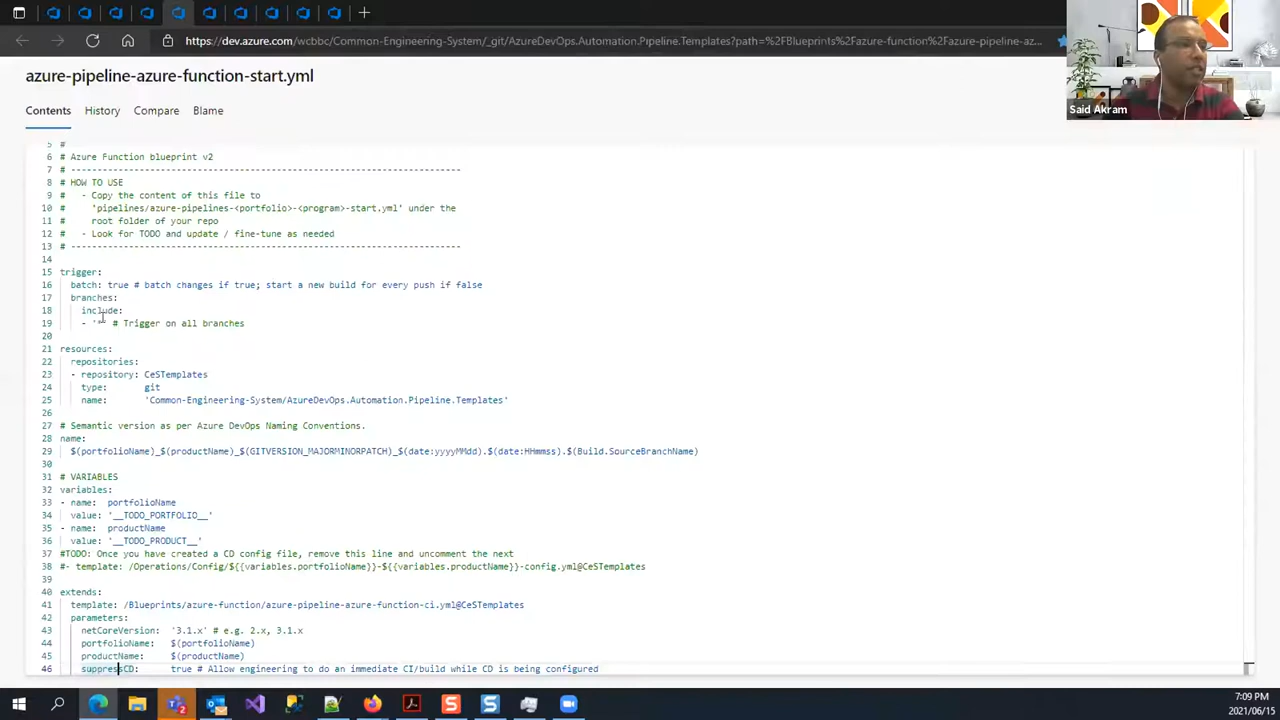 https://dev.azure.com/wcbbc/Common-Engineering-System/_git/AzureDevOps.Automation.Pipeline.Templates?path=%2FBlueprints%2Fazure-function%2Fazure-pipeline-az...
Said Akram
azure-pipeline-azure-function-start.yml
Contents History Compare Blame
5 #
6 # Azure Function blueprint v2
7 # -------------------------------------------------------------------------
8 # HOW TO USE
9 #   - Copy the content of this file to
10 #     'pipelines/azure-pipelines-<portfolio>-<program>-start.yml' under the
11 #     root folder of your repo
12 #   - Look for TODO and update / fine-tune as needed
13 # -------------------------------------------------------------------------
14
15 trigger:
16   batch: true # batch changes if true; start a new build for every push if false
17   branches:
18     include:
19     - '*' # Trigger on all branches
20
21 resources:
22   repositories:
23   - repository: CeSTemplates
24     type:       git
25     name:       'Common-Engineering-System/AzureDevOps.Automation.Pipeline.Templates'
26
27 # Semantic version as per Azure DevOps Naming Conventions.
28 name:
29   $(portfolioName)_$(productName)_$(GITVERSION_MAJORMINORPATCH)_$(date:yyyyMMdd).$(date:HHmmss).$(Build.SourceBranchName)
30
31 # VARIABLES
32 variables:
33 - name:  portfolioName
34   value: '__TODO_PORTFOLIO__'
35 - name:  productName
36   value: '__TODO_PRODUCT__'
37 #TODO: Once you have created a CD config file, remove this line and uncomment the next
38 #- template: /Operations/Config/${{variables.portfolioName}}-${{variables.productName}}-config.yml@CeSTemplates
39
40 extends:
41   template: /Blueprints/azure-function/azure-pipeline-azure-function-ci.yml@CeSTemplates
42   parameters:
43     netCoreVersion:  '3.1.x' # e.g. 2.x, 3.1.x
44     portfolioName:   $(portfolioName)
45     productName:     $(productName)
46     suppressCD:      true # Allow engineering to do an immediate CI/build while CD is being configured
7:09 PM
2021/06/15